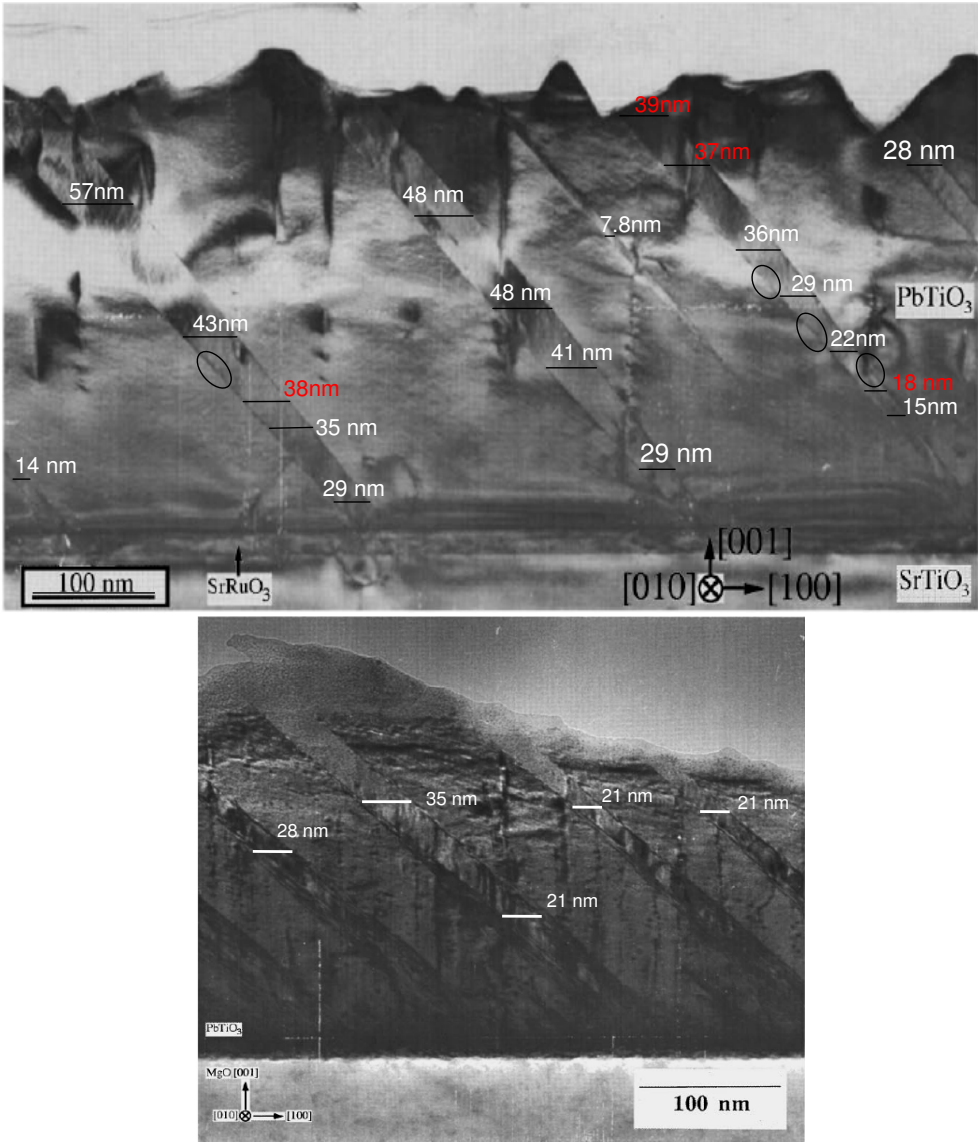 39nm
37nm
28 nm
57nm
48 nm
7.8nm
36nm
29 nm
PbTiO3
48 nm
43nm
22nm
41 nm
38nm
18 nm
15nm
35 nm
14 nm
29 nm
29 nm
[001]
100 nm
SrRuO3
[010] [100]
SrTiO3
35 nm
21 nm
21 nm
28 nm
21 nm
PbTiO3
MgO [001]
[010] [100]
100 nm